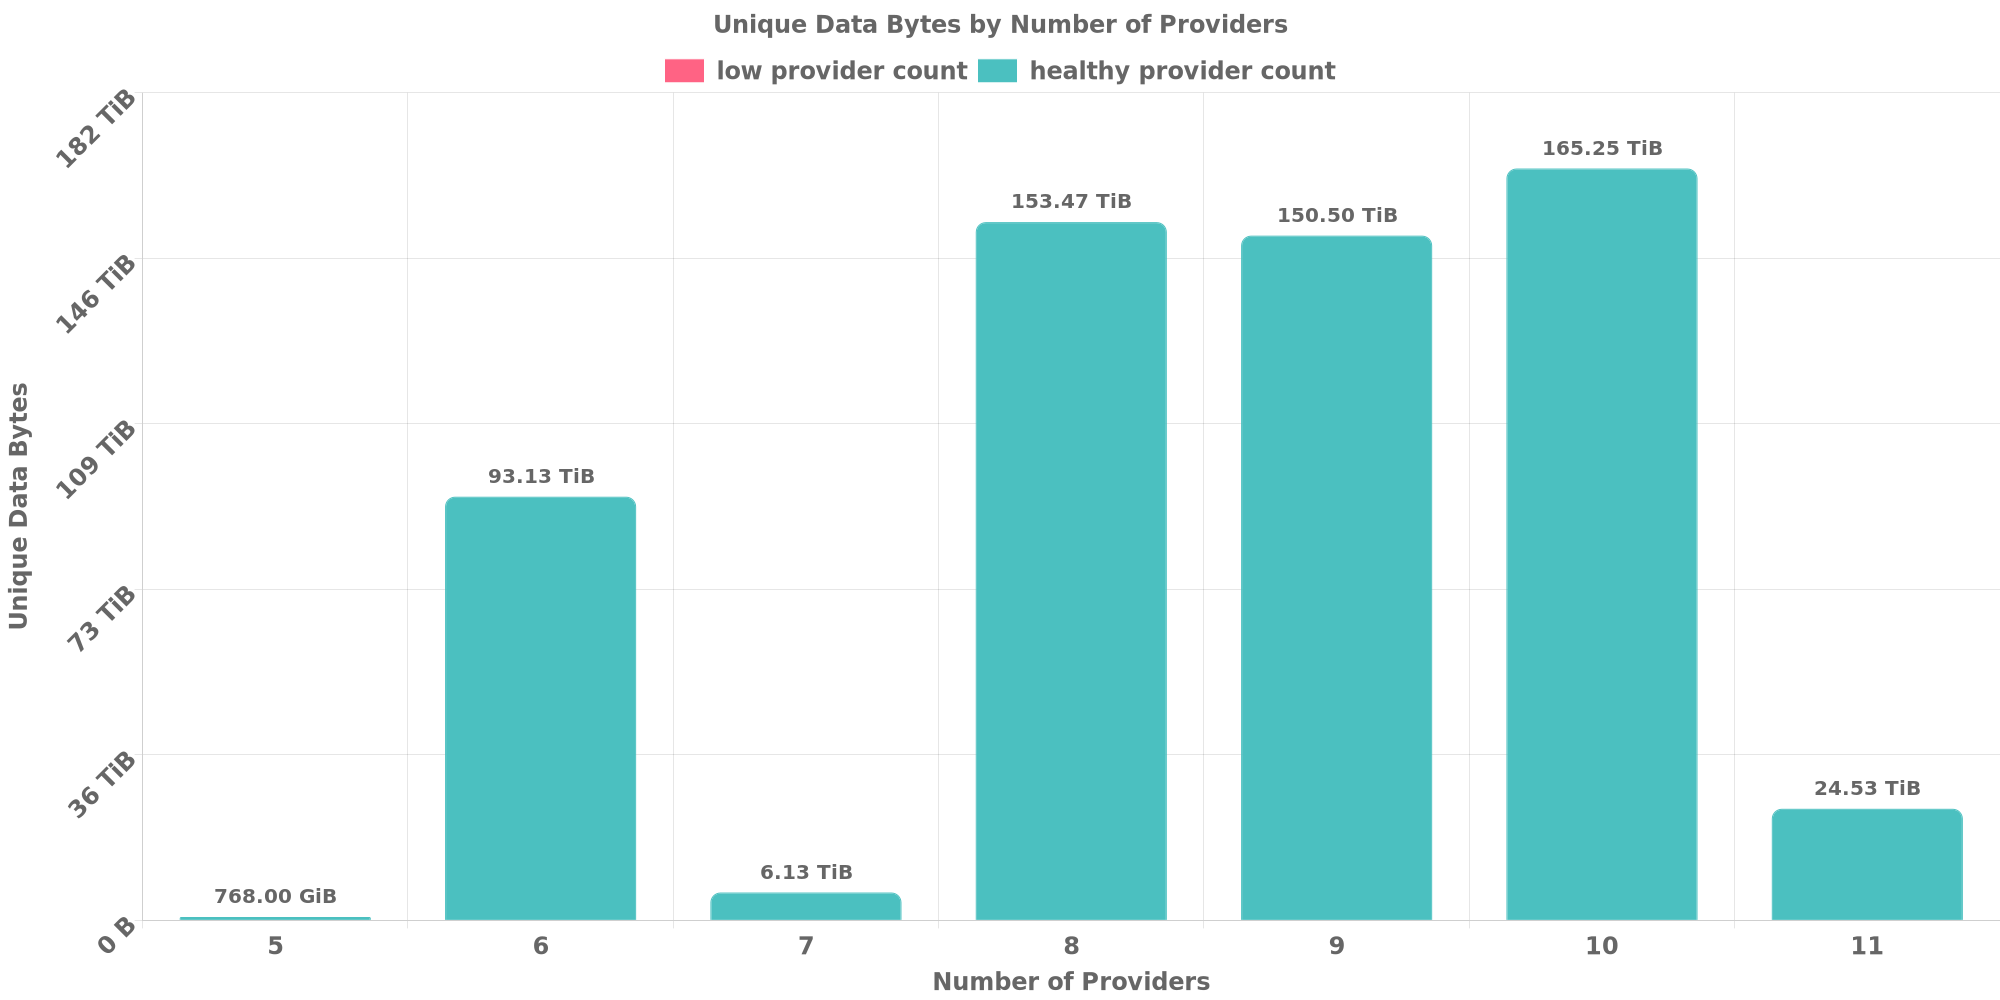 Unique Data Bytes by Number of Providers
low provider count healthy provider count
182 TiB
146 TiB
109 TiB
73 TiB
36 TiB
0 B
Unique Data Bytes
768.00 GiB
93.13 TiB
6.13 TiB
153.47 TiB
150.50 TiB
165.25 TiB
24.53 TiB
5 6 7 8 9 10 11
Number of Providers